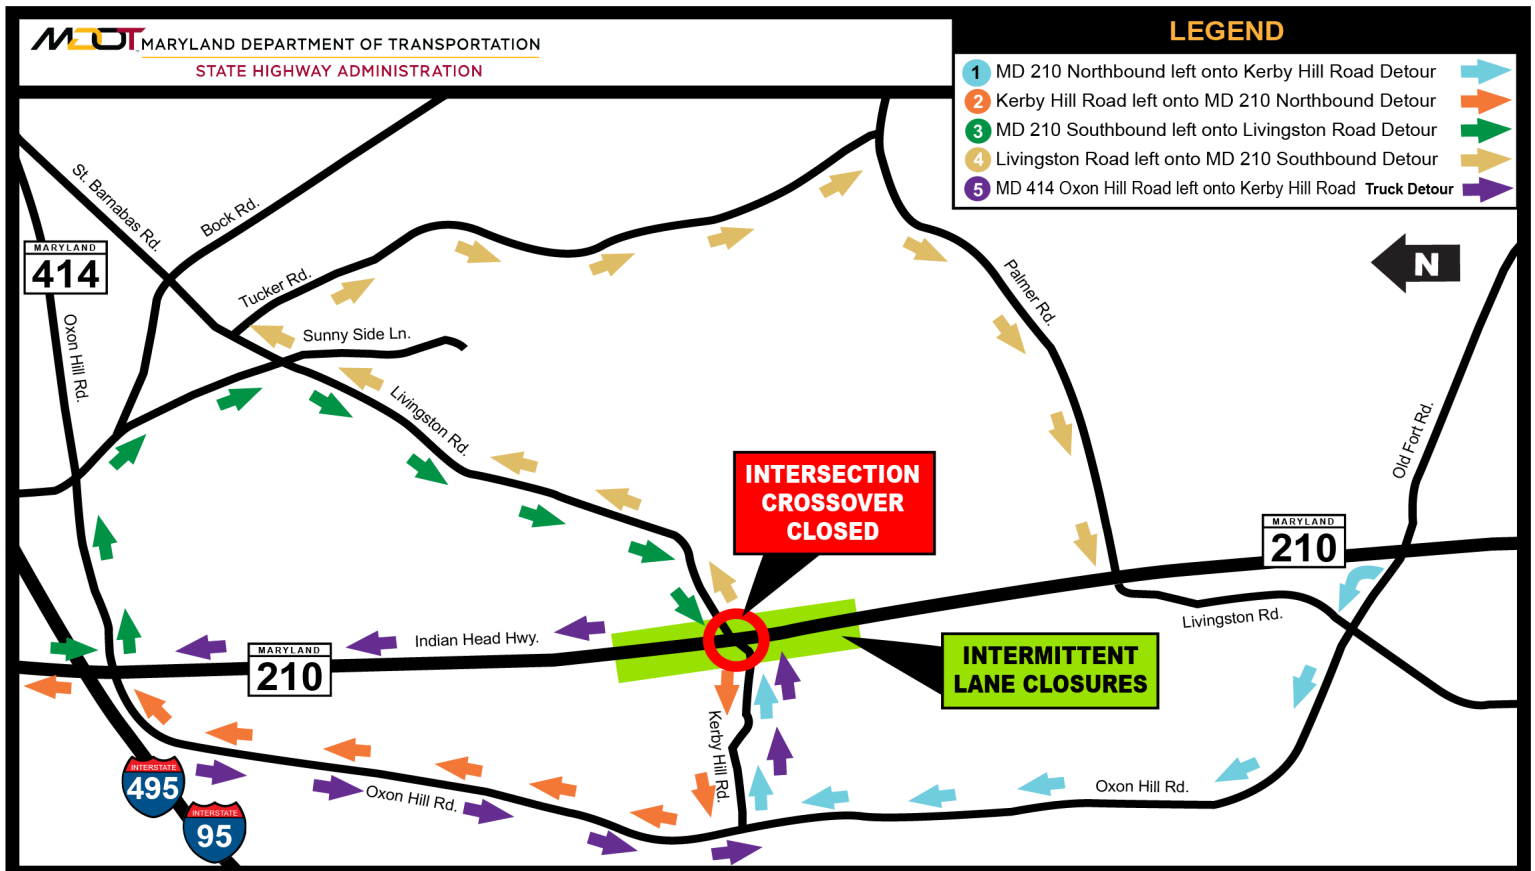 MDOT MARYLAND DEPARTMENT OF TRANSPORTATION
STATE HIGHWAY ADMINISTRATION
LEGEND
1 MD 210 Northbound left onto Kerby Hill Road Detour
2 Kerby Hill Road left onto MD 210 Northbound Detour
3 MD 210 Southbound left onto Livingston Road Detour
4 Livingston Road left onto MD 210 Southbound Detour
5 MD 414 Oxon Hill Road left onto Kerby Hill Road Truck Detour
St. Barnabas Rd.
Bock Rd.
MARYLAND
414
N
Tucker Rd.
Palmer Rd.
Oxon Hill Rd.
Sunny Side Ln.
Livingston Rd.
Old Fort Rd.
INTERSECTION
CROSSOVER
CLOSED
MARYLAND
210
Livingston Rd.
Indian Head Hwy.
MARYLAND
210
INTERMITTENT
LANE CLOSURES
Kerby Hill Rd.
INTERSTATE
495
Oxon Hill Rd.
Oxon Hill Rd.
INTERSTATE
95